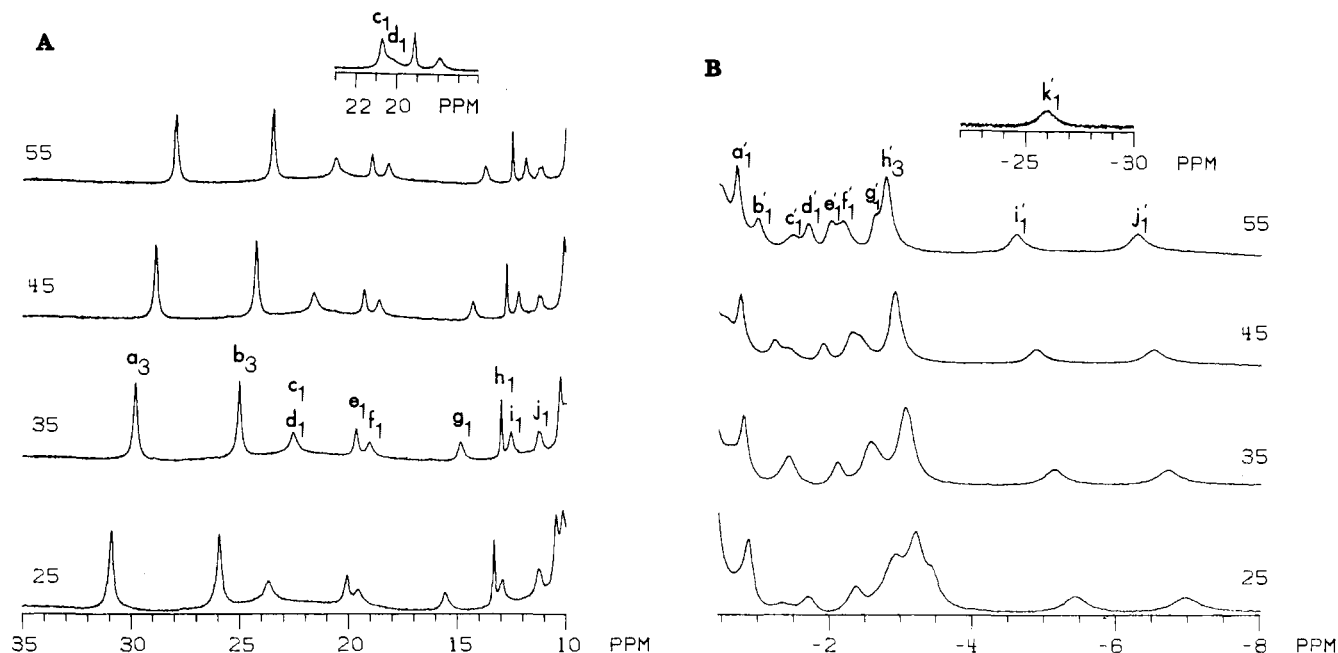 A
c1
d1
22 20 PPM
55
45
35
a3
b3
c1
d1
e1
f1
g1
h1
i1
j1
25
35 30 25 20 15 10 PPM
B
k'1
-25 -30
PPM
a'1
b'1
c'1
d'1
e'1
f'1
g'1
h'3
i'1
j'1
55
45
35
25
-2 -4 -6 -8 PPM